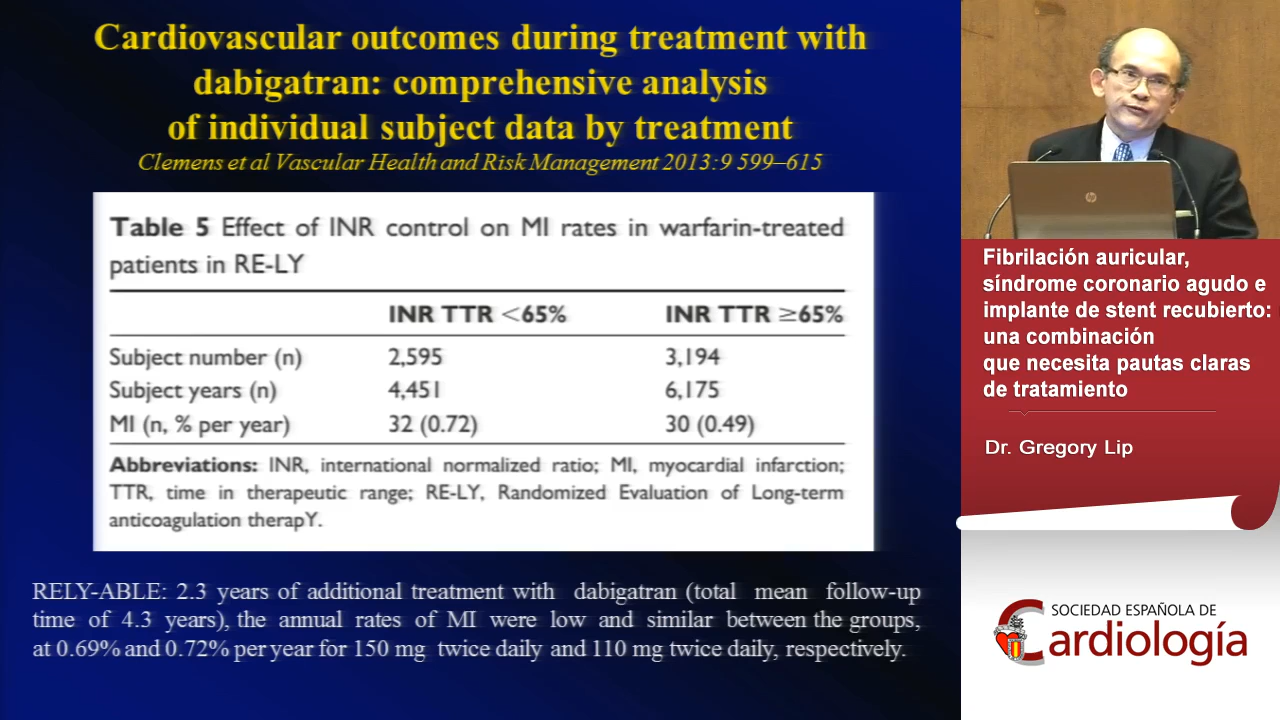 Cardiovascular outcomes during treatment with
dabigatran: comprehensive analysis
of individual subject data by treatment
Clemens et al Vascular Health and Risk Management 2013:9 599–615
Table 5 Effect of INR control on MI rates in warfarin-treated
patients in RE-LY
INR TTR <65% INR TTR ≥65%
Subject number (n) 2,595 3,194
Subject years (n) 4,451 6,175
MI (n, % per year) 32 (0.72) 30 (0.49)
Abbreviations: INR, international normalized ratio; MI, myocardial infarction;
TTR, time in therapeutic range; RE-LY, Randomized Evaluation of Long-term
anticoagulation therapY.
RELY-ABLE: 2.3 years of additional treatment with dabigatran (total mean follow-up
time of 4.3 years), the annual rates of MI were low and similar between the groups,
at 0.69% and 0.72% per year for 150 mg twice daily and 110 mg twice daily, respectively.
hp
Fibrilación auricular,
síndrome coronario agudo e
implante de stent recubierto:
una combinación
que necesita pautas claras
de tratamiento
Dr. Gregory Lip
SOCIEDAD ESPAÑOLA DE
Cardiología